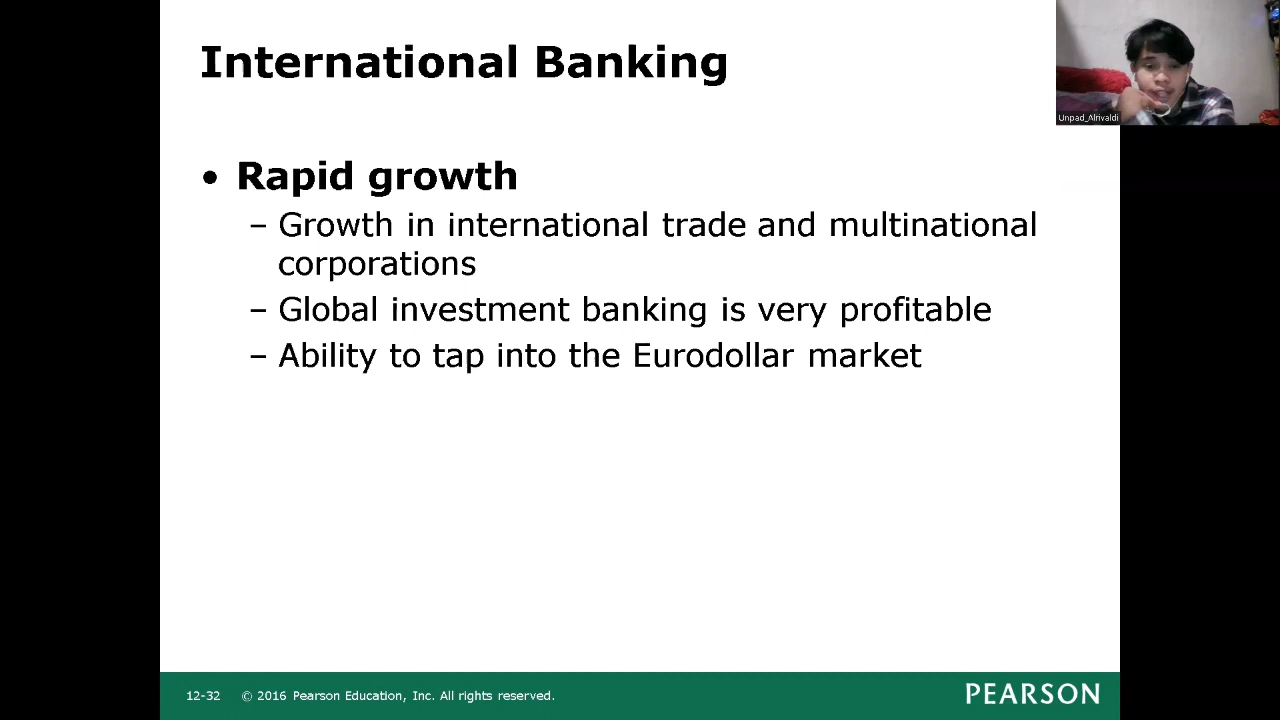 International Banking
Unpad_Alrivaldi
• Rapid growth
– Growth in international trade and multinational
corporations
– Global investment banking is very profitable
– Ability to tap into the Eurodollar market
12-32 © 2016 Pearson Education, Inc. All rights reserved.
PEARSON